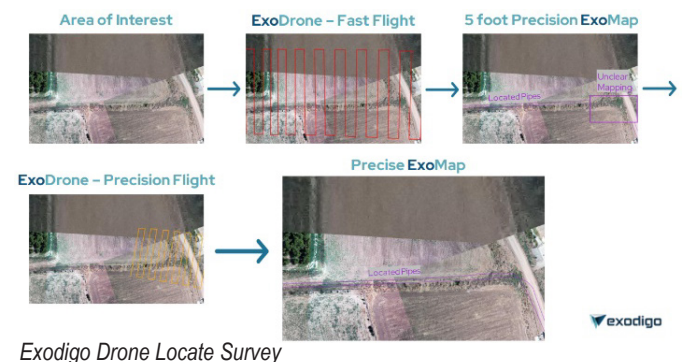 Area of Interest
ExoDrone – Fast Flight
5 foot Precision ExoMap
Located Pipes
Unclear
Mapping
ExoDrone – Precision Flight
Precise ExoMap
Located Pipes
exodigo
Exodigo Drone Locate Survey